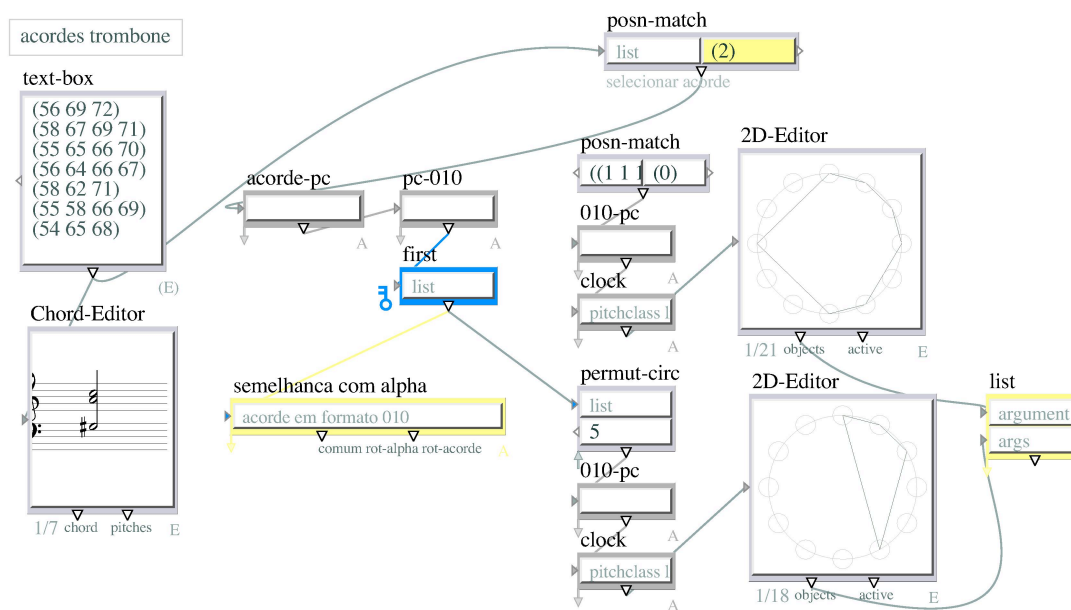 acordes trombone
text-box
(56 69 72)
(58 67 69 71)
(55 65 66 70)
(56 64 66 67)
(58 62 71)
(55 58 66 69)
(54 65 68)
(E)
Chord-Editor
1/7 chord pitches E
posn-match
list (2)
selecionar acorde
acorde-pc
A
pc-010
A
first
list
semelhanca com alpha
acorde em formato 010
comum rot-alpha rot-acorde
A
posn-match
((1 1 1 (0)
010-pc
A
clock
pitchclass l
A
2D-Editor
1/21 objects active E
permut-circ
list
5
010-pc
A
clock
pitchclass l
A
2D-Editor
1/18 objects active E
list
argument
args